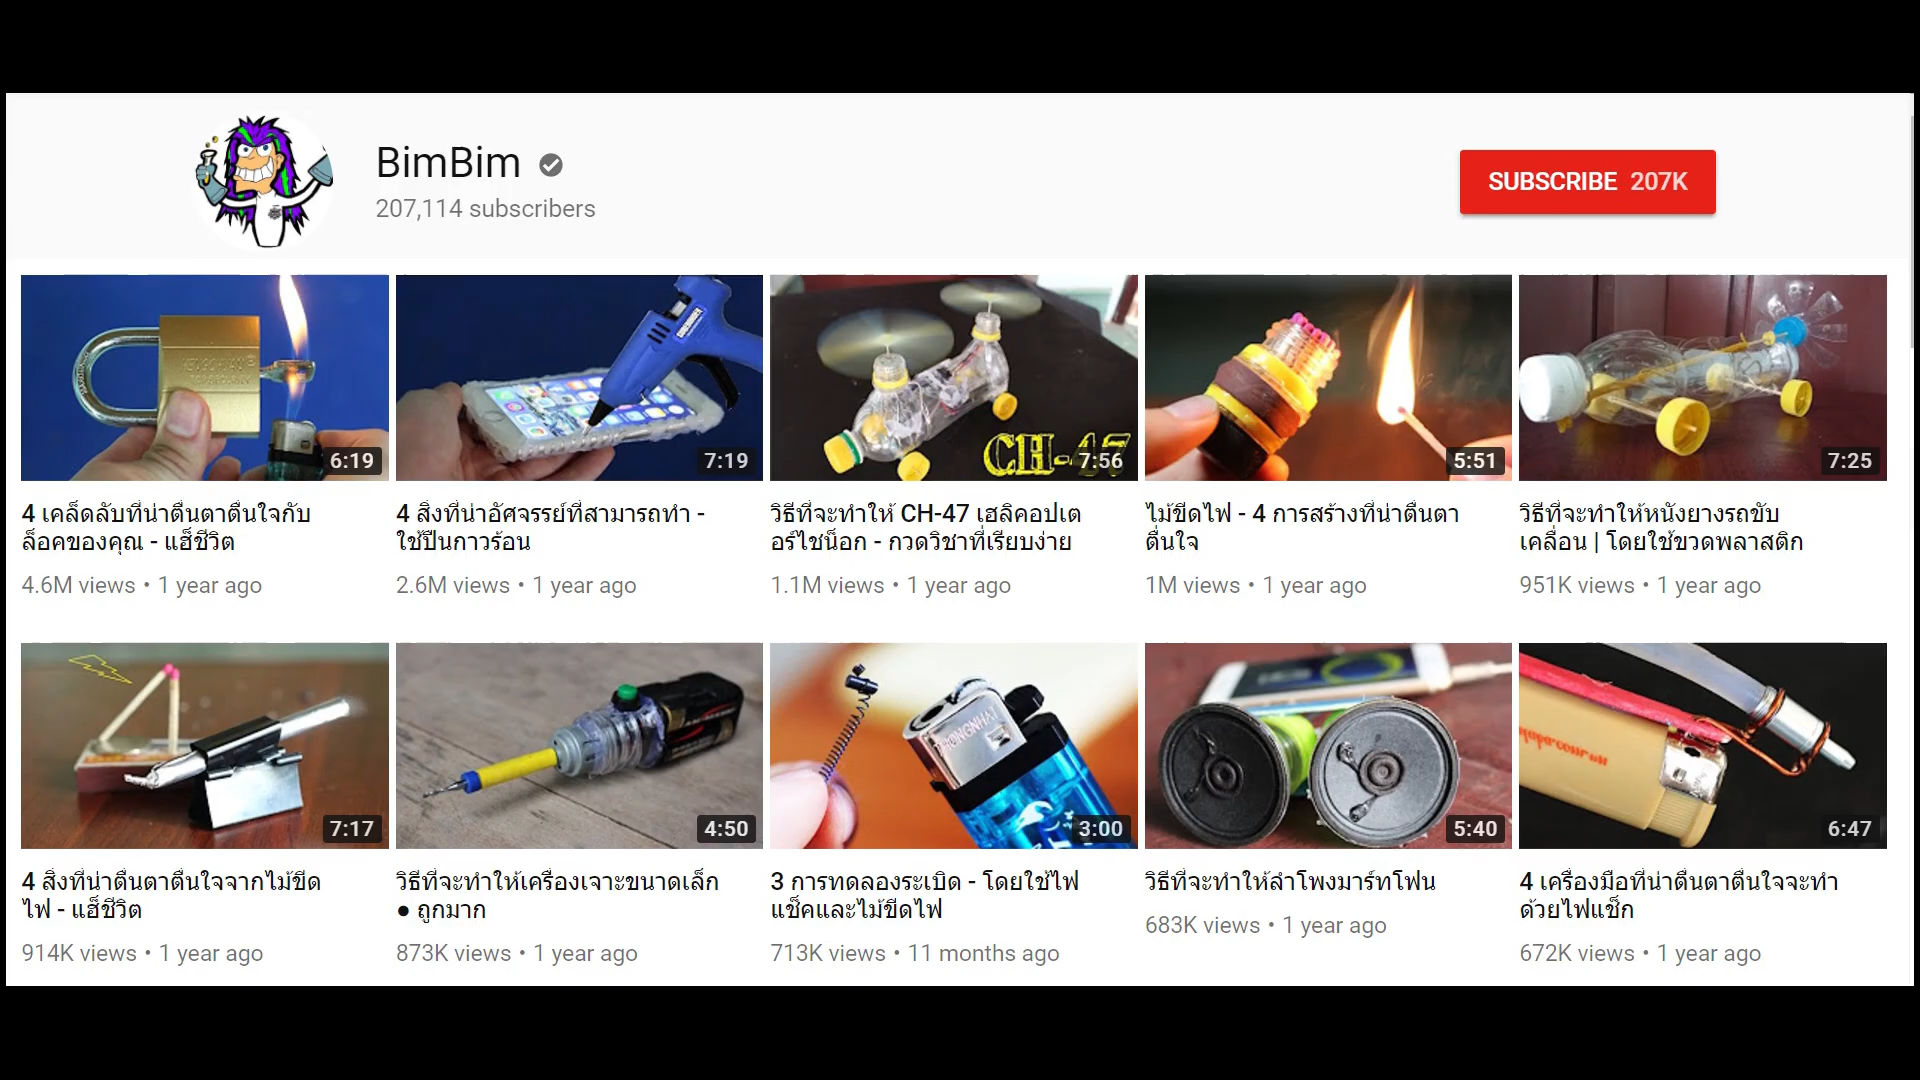 BimBim
207,114 subscribers
SUBSCRIBE 207K
6:19
7:19
CH-47
7:56
5:51
7:25
4 เคล็ดลับที่น่าตื่นตาตื่นใจกับ
ล็อคของคุณ - แฮ็ชีวิต
4.6M views • 1 year ago
4 สิ่งที่น่าอัศจรรย์ที่สามารถทำ -
ใช้ปืนกาวร้อน
2.6M views • 1 year ago
วิธีที่จะทำให้ CH-47 เฮลิคอปเต
อร์ไชน็อก - กวดวิชาที่เรียบง่าย
1.1M views • 1 year ago
ไม้ขีดไฟ - 4 การสร้างที่น่าตื่นตา
ตื่นใจ
1M views • 1 year ago
วิธีที่จะทำให้หนังยางรถขับ
เคลื่อน | โดยใช้ขวดพลาสติก
951K views • 1 year ago
7:17
4:50
3:00
5:40
6:47
4 สิ่งที่น่าตื่นตาตื่นใจจากไม้ขีด
ไฟ - แฮ็ชีวิต
914K views • 1 year ago
วิธีที่จะทำให้เครื่องเจาะขนาดเล็ก
● ถูกมาก
873K views • 1 year ago
3 การทดลองระเบิด - โดยใช้ไฟ
แช็คและไม้ขีดไฟ
713K views • 11 months ago
วิธีที่จะทำให้ลำโพงมาร์ทโฟน
683K views • 1 year ago
4 เครื่องมือที่น่าตื่นตาตื่นใจจะทำ
ด้วยไฟแช็ก
672K views • 1 year ago